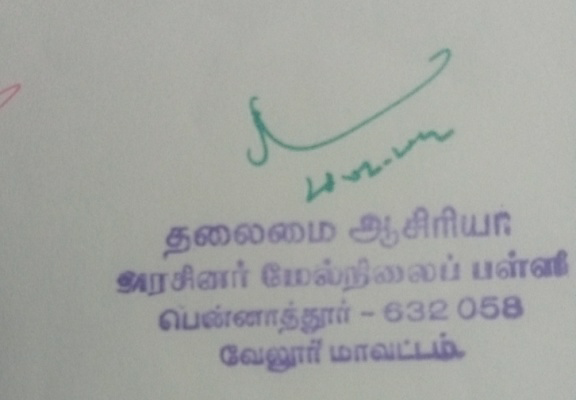 தலைமை ஆசிரியர்
அரசினர் மேல்நிலைப் பள்ளி
பென்னாத்தூர் - 632 058
வேலூர் மாவட்டம்.